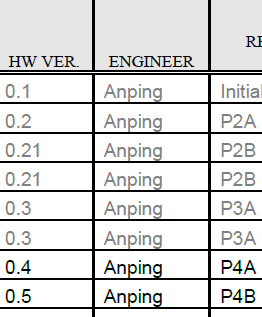 RE
HW VER. ENGINEER
0.1 Anping Initial
0.2 Anping P2A
0.21 Anping P2B
0.21 Anping P2B
0.3 Anping P3A
0.3 Anping P3A
0.4 Anping P4A
0.5 Anping P4B